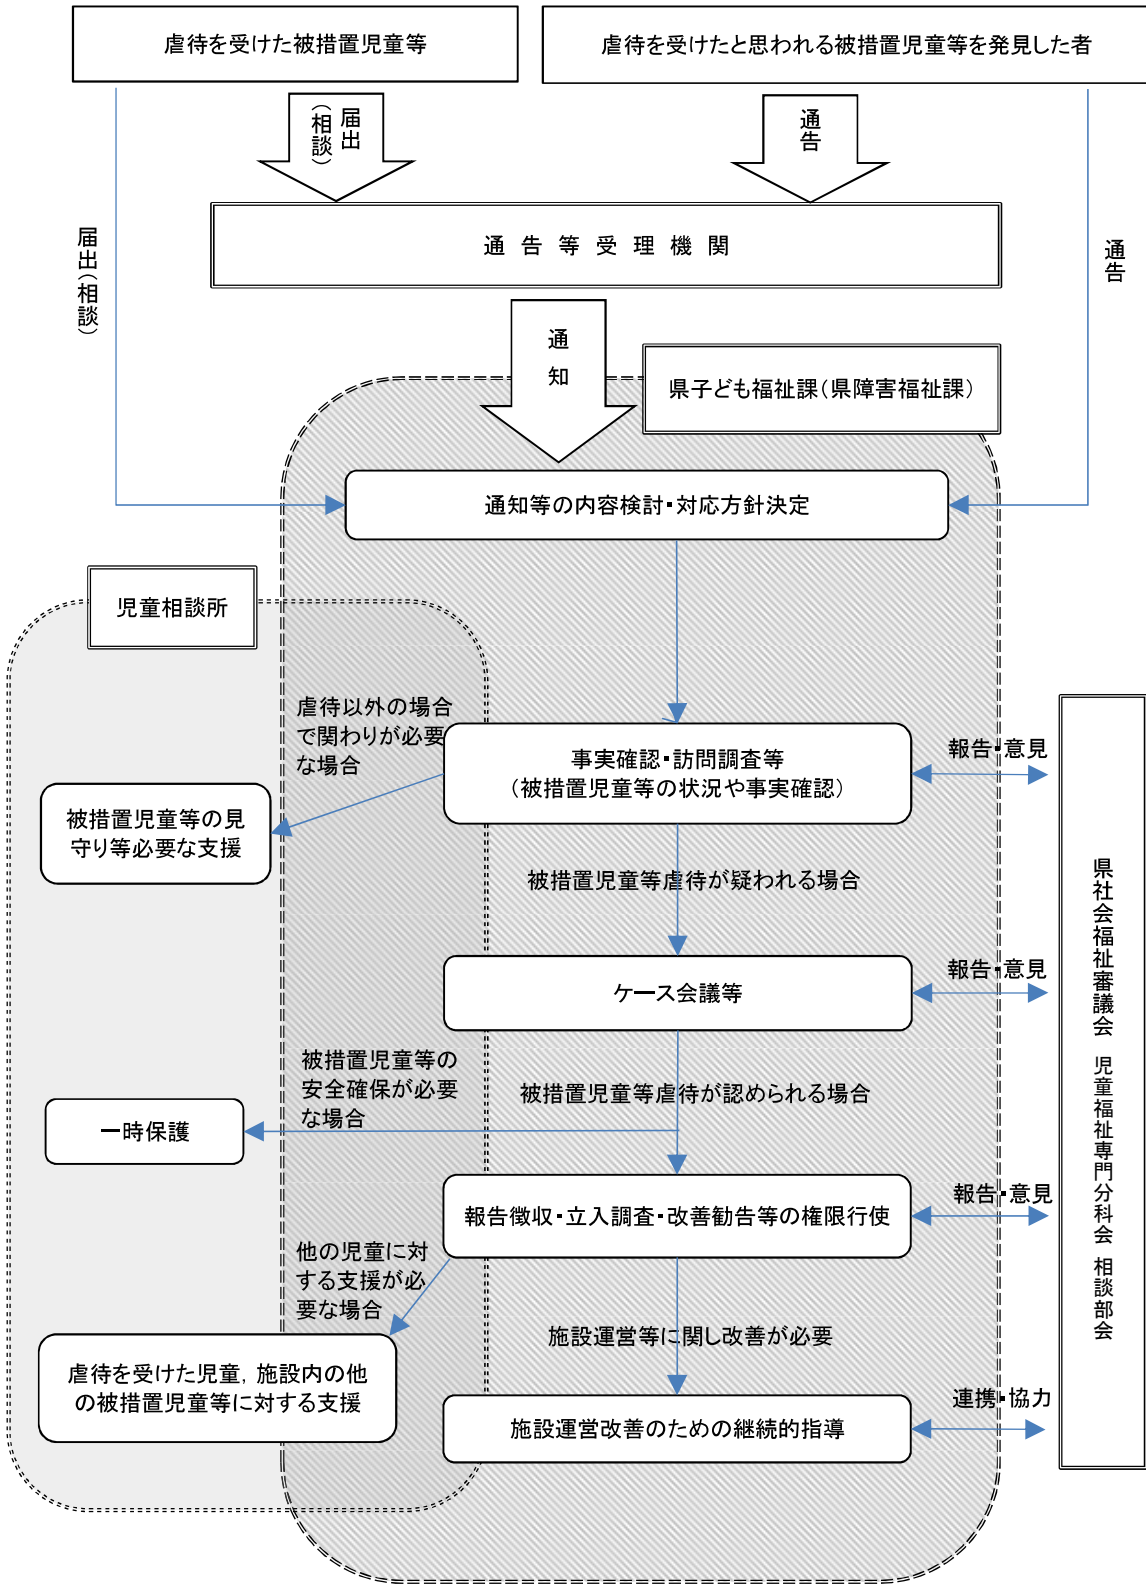 虐待を受けた被措置児童等
虐待を受けたと思われる被措置児童等を発見した者
届出
(相談)
通告
届出(相談)
通告等受理機関
通告
通知
県子ども福祉課(県障害福祉課)
通知等の内容検討・対応方針決定
児童相談所
虐待以外の場合
で関わりが必要
な場合
事実確認・訪問調査等
(被措置児童等の状況や事実確認)
報告・意見
被措置児童等の見
守り等必要な支援
被措置児童等虐待が疑われる場合
県社会福祉審議会 児童福祉専門分科会 相談部会
ケース会議等
報告・意見
被措置児童等の
安全確保が必要
な場合
被措置児童等虐待が認められる場合
一時保護
報告徴収・立入調査・改善勧告等の権限行使
報告・意見
他の児童に対
する支援が必
要な場合
施設運営等に関し改善が必要
虐待を受けた児童,施設内の他
の被措置児童等に対する支援
施設運営改善のための継続的指導
連携・協力